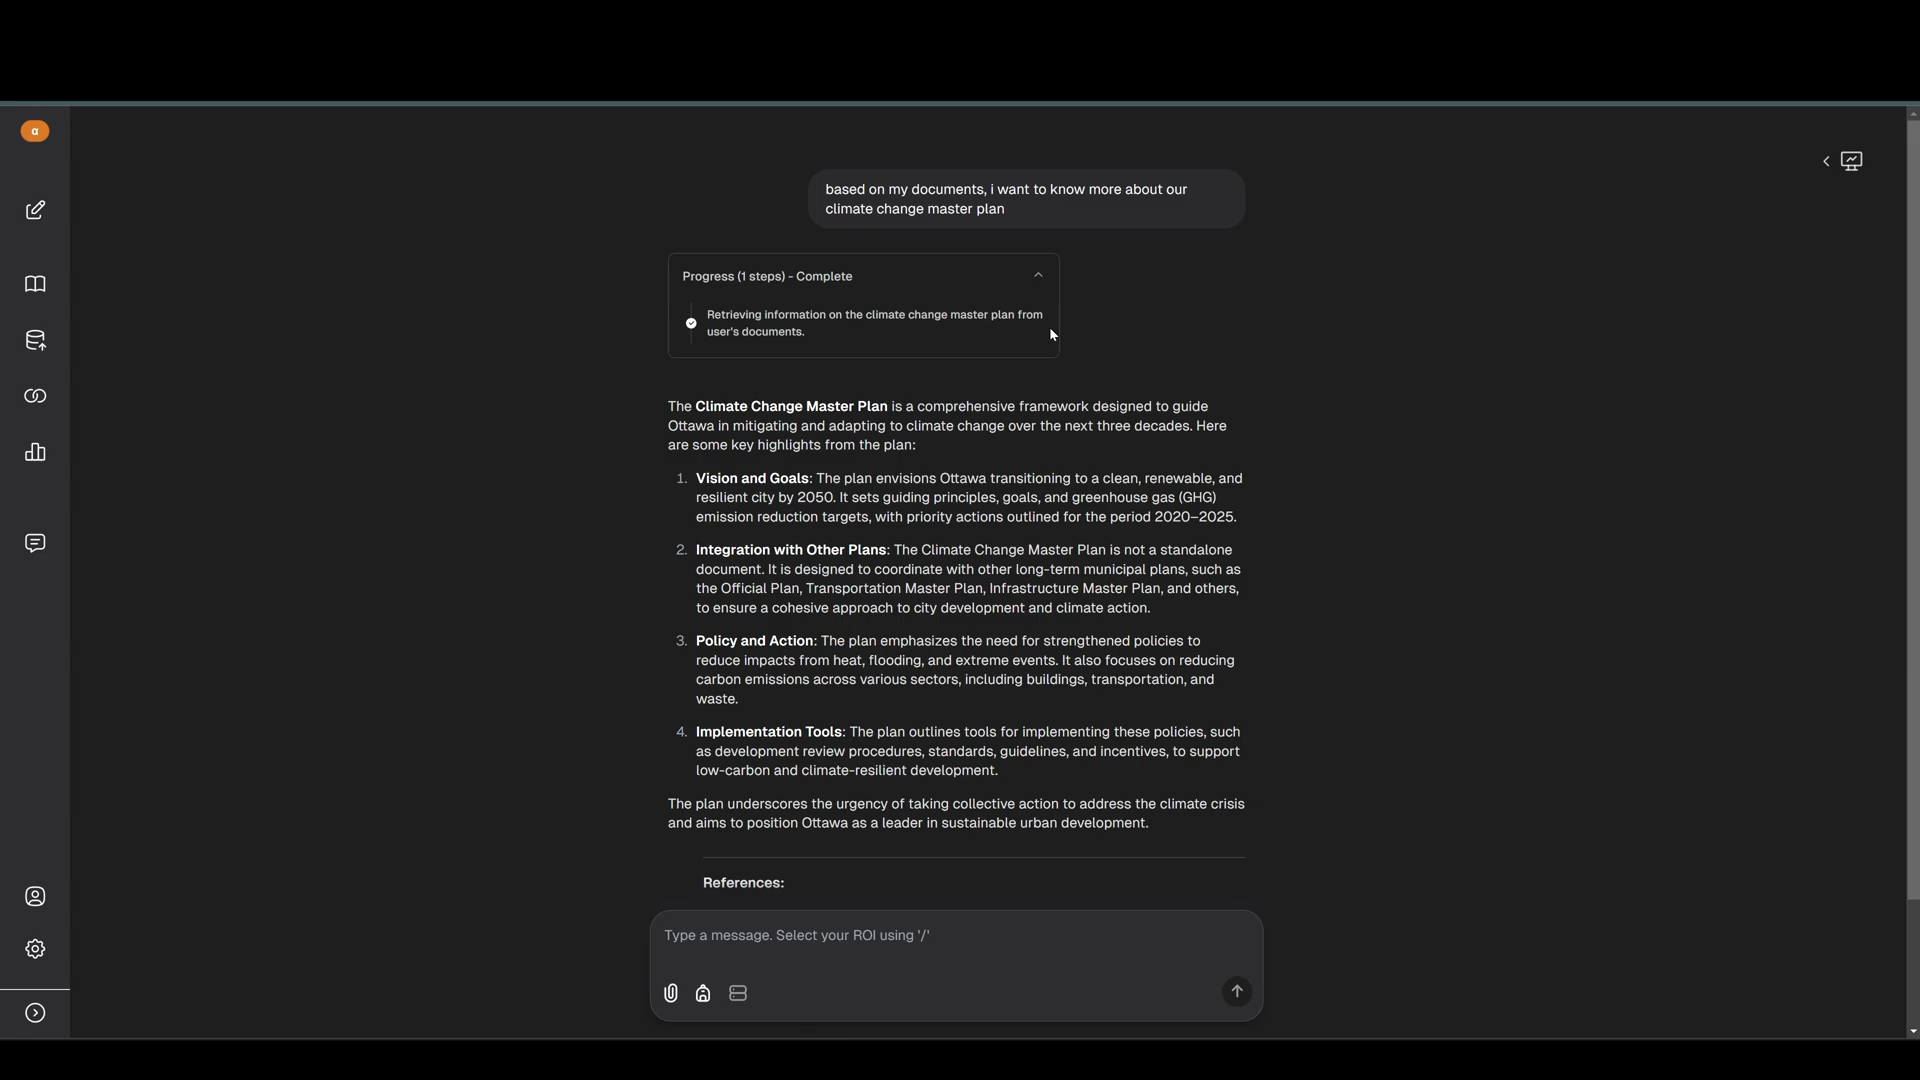 α
based on my documents, i want to know more about our
climate change master plan
Progress (1 steps) - Complete
Retrieving information on the climate change master plan from
user's documents.
The Climate Change Master Plan is a comprehensive framework designed to guide
Ottawa in mitigating and adapting to climate change over the next three decades. Here
are some key highlights from the plan:
1. Vision and Goals: The plan envisions Ottawa transitioning to a clean, renewable, and
resilient city by 2050. It sets guiding principles, goals, and greenhouse gas (GHG)
emission reduction targets, with priority actions outlined for the period 2020–2025.
2. Integration with Other Plans: The Climate Change Master Plan is not a standalone
document. It is designed to coordinate with other long-term municipal plans, such as
the Official Plan, Transportation Master Plan, Infrastructure Master Plan, and others,
to ensure a cohesive approach to city development and climate action.
3. Policy and Action: The plan emphasizes the need for strengthened policies to
reduce impacts from heat, flooding, and extreme events. It also focuses on reducing
carbon emissions across various sectors, including buildings, transportation, and
waste.
4. Implementation Tools: The plan outlines tools for implementing these policies, such
as development review procedures, standards, guidelines, and incentives, to support
low-carbon and climate-resilient development.
The plan underscores the urgency of taking collective action to address the climate crisis
and aims to position Ottawa as a leader in sustainable urban development.
References:
Type a message. Select your ROI using '/'